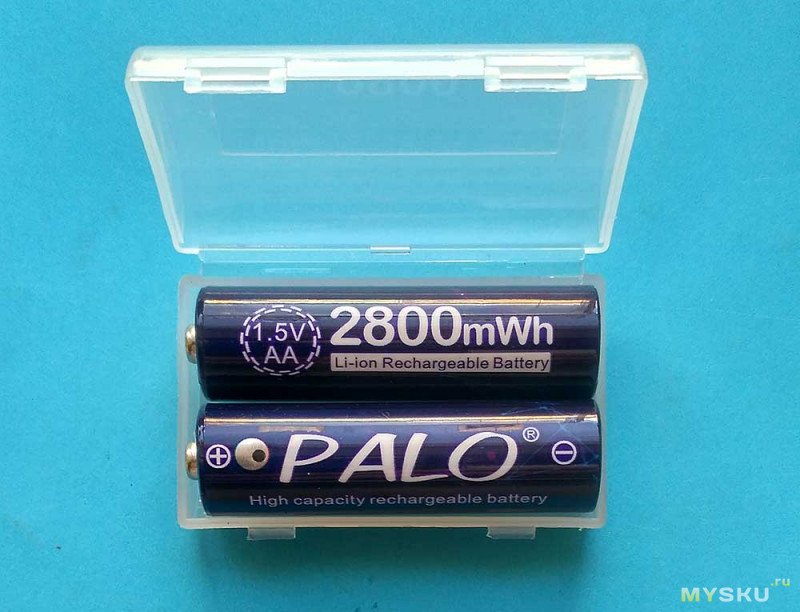 1.5V
AA
2800mWh
Li-ion Rechargeable Battery
PALO®
High capacity rechargeable battery
MYSKU.ru